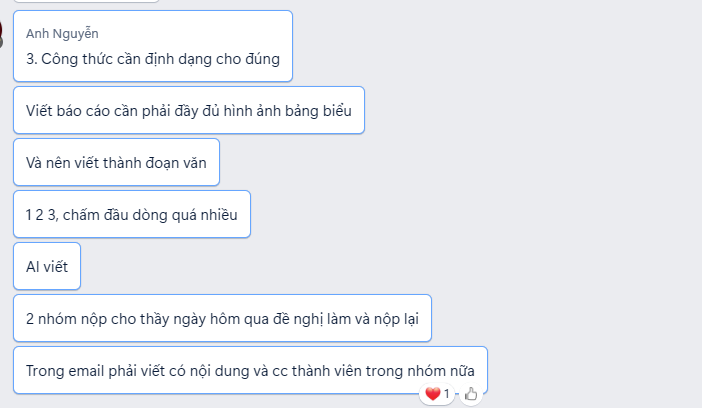 Anh Nguyễn
3. Công thức cần định dạng cho đúng
Viết báo cáo cần phải đầy đủ hình ảnh bảng biểu
Và nên viết thành đoạn văn
1 2 3, chấm đầu dòng quá nhiều
AI viết
2 nhóm nộp cho thầy ngày hôm qua đề nghị làm và nộp lại
Trong email phải viết có nội dung và cc thành viên trong nhóm nữa
1